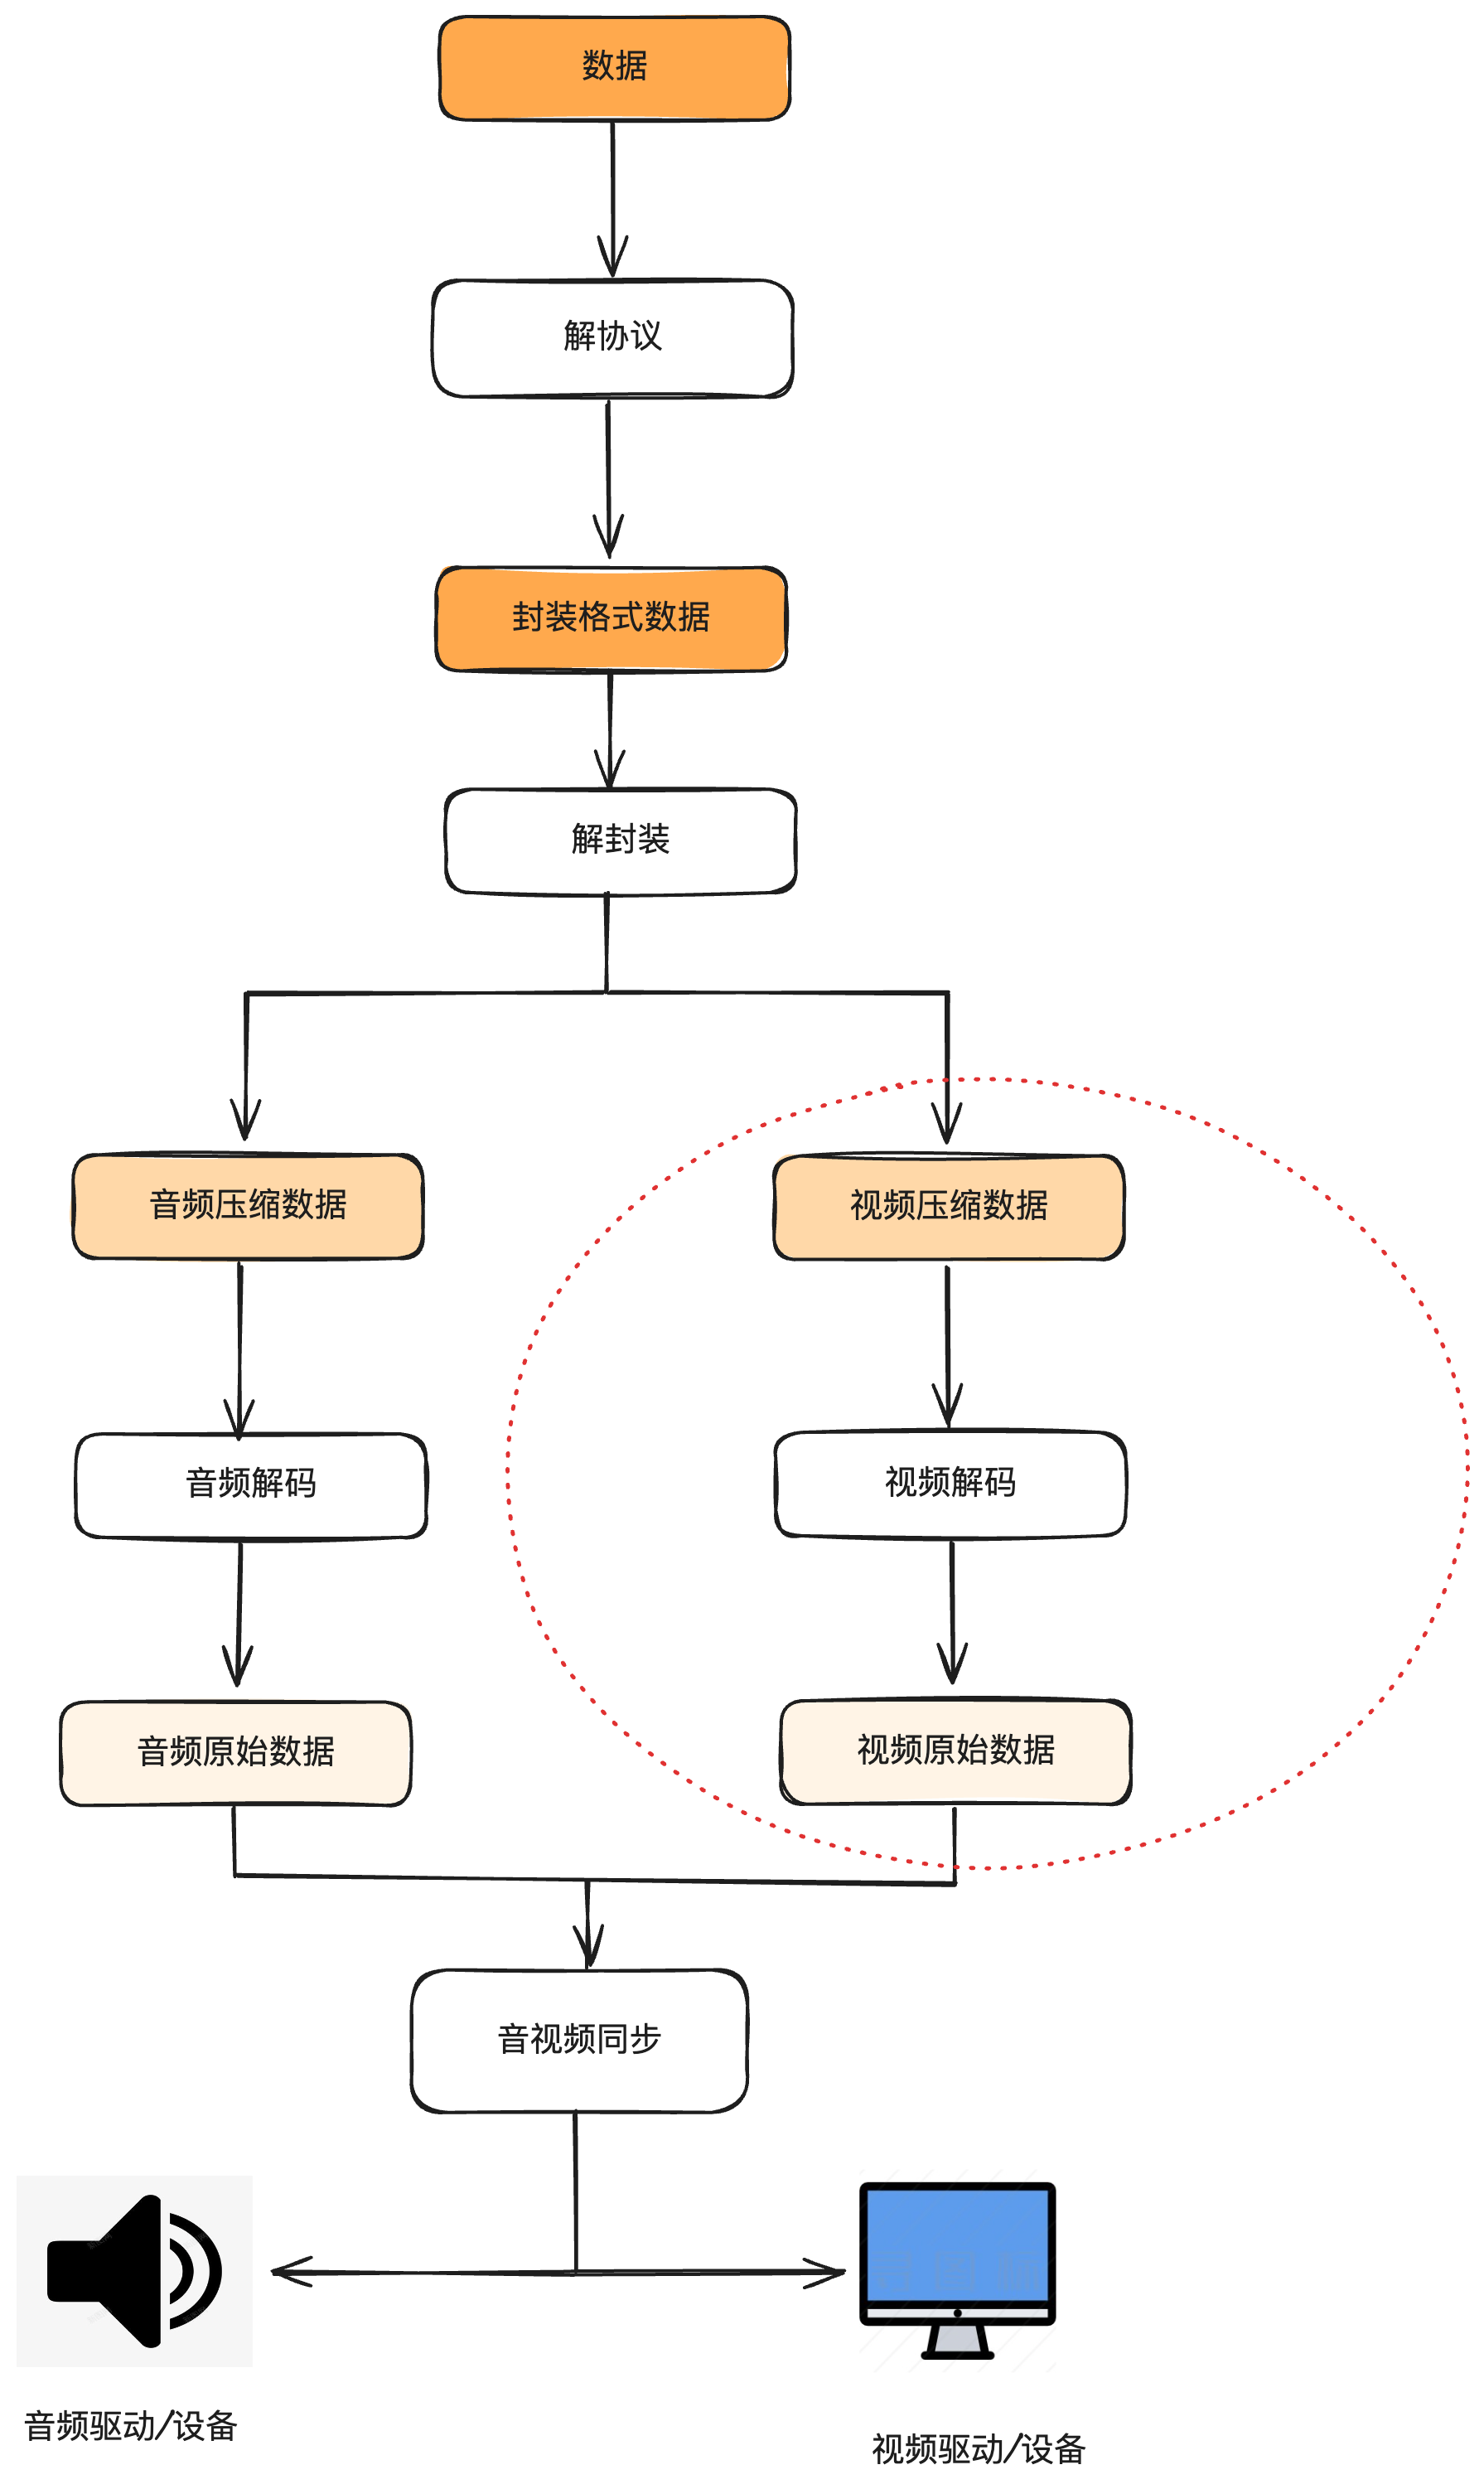 数据
解协议
封装格式数据
解封装
音频压缩数据
视频压缩数据
音频解码
视频解码
音频原始数据
视频原始数据
音视频同步
音频驱动/设备
视频驱动/设备